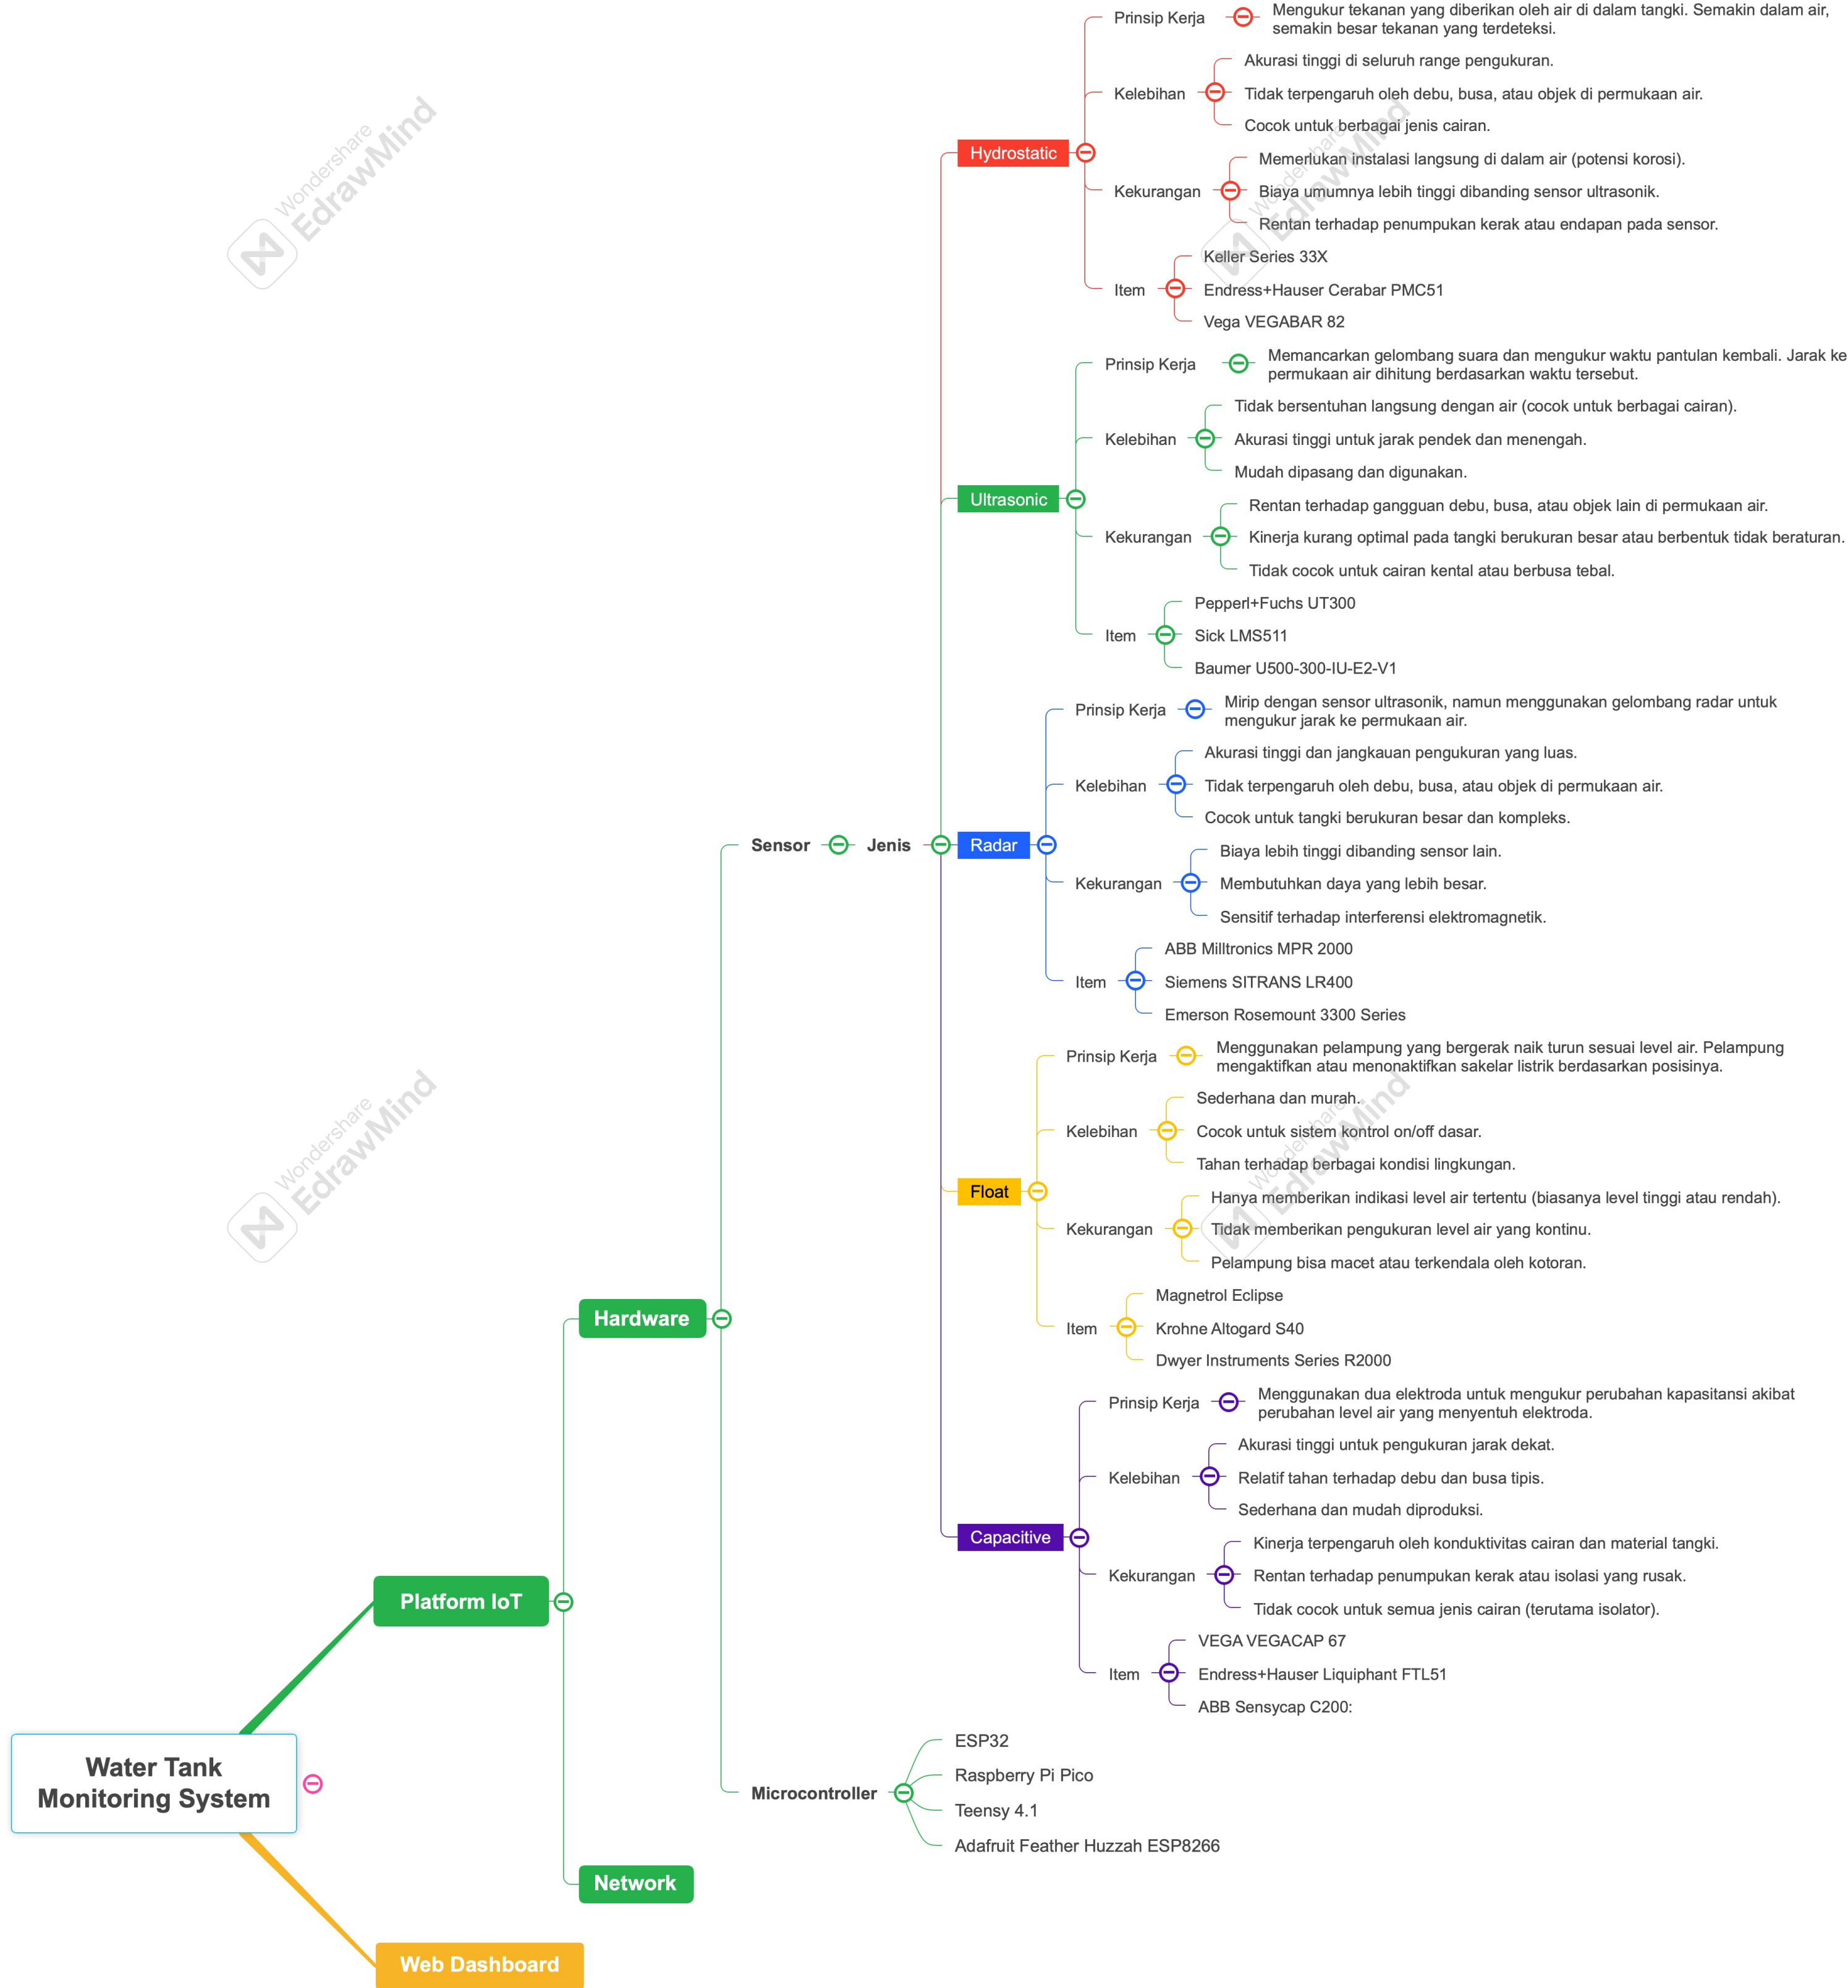 Water Tank
Monitoring System
Platform IoT
Hardware
Sensor
Jenis
Hydrostatic
Prinsip Kerja
Mengukur tekanan yang diberikan oleh air di dalam tangki. Semakin dalam air,
semakin besar tekanan yang terdeteksi.
Kelebihan
Akurasi tinggi di seluruh range pengukuran.
Tidak terpengaruh oleh debu, busa, atau objek di permukaan air.
Cocok untuk berbagai jenis cairan.
Kekurangan
Memerlukan instalasi langsung di dalam air (potensi korosi).
Biaya umumnya lebih tinggi dibanding sensor ultrasonik.
Rentan terhadap penumpukan kerak atau endapan pada sensor.
Item
Keller Series 33X
Endress+Hauser Cerabar PMC51
Vega VEGABAR 82
Ultrasonic
Prinsip Kerja
Memancarkan gelombang suara dan mengukur waktu pantulan kembali. Jarak ke
permukaan air dihitung berdasarkan waktu tersebut.
Kelebihan
Tidak bersentuhan langsung dengan air (cocok untuk berbagai cairan).
Akurasi tinggi untuk jarak pendek dan menengah.
Mudah dipasang dan digunakan.
Kekurangan
Rentan terhadap gangguan debu, busa, atau objek lain di permukaan air.
Kinerja kurang optimal pada tangki berukuran besar atau berbentuk tidak beraturan.
Tidak cocok untuk cairan kental atau berbusa tebal.
Item
Pepperl+Fuchs UT300
Sick LMS511
Baumer U500-300-IU-E2-V1
Radar
Prinsip Kerja
Mirip dengan sensor ultrasonik, namun menggunakan gelombang radar untuk
mengukur jarak ke permukaan air.
Kelebihan
Akurasi tinggi dan jangkauan pengukuran yang luas.
Tidak terpengaruh oleh debu, busa, atau objek di permukaan air.
Cocok untuk tangki berukuran besar dan kompleks.
Kekurangan
Biaya lebih tinggi dibanding sensor lain.
Membutuhkan daya yang lebih besar.
Sensitif terhadap interferensi elektromagnetik.
Item
ABB Milltronics MPR 2000
Siemens SITRANS LR400
Emerson Rosemount 3300 Series
Float
Prinsip Kerja
Menggunakan pelampung yang bergerak naik turun sesuai level air. Pelampung
mengaktifkan atau menonaktifkan sakelar listrik berdasarkan posisinya.
Kelebihan
Sederhana dan murah.
Cocok untuk sistem kontrol on/off dasar.
Tahan terhadap berbagai kondisi lingkungan.
Kekurangan
Hanya memberikan indikasi level air tertentu (biasanya level tinggi atau rendah).
Tidak memberikan pengukuran level air yang kontinu.
Pelampung bisa macet atau terkendala oleh kotoran.
Item
Magnetrol Eclipse
Krohne Altogard S40
Dwyer Instruments Series R2000
Capacitive
Prinsip Kerja
Menggunakan dua elektroda untuk mengukur perubahan kapasitansi akibat
perubahan level air yang menyentuh elektroda.
Kelebihan
Akurasi tinggi untuk pengukuran jarak dekat.
Relatif tahan terhadap debu dan busa tipis.
Sederhana dan mudah diproduksi.
Kekurangan
Kinerja terpengaruh oleh konduktivitas cairan dan material tangki.
Rentan terhadap penumpukan kerak atau isolasi yang rusak.
Tidak cocok untuk semua jenis cairan (terutama isolator).
Item
VEGA VEGACAP 67
Endress+Hauser Liquiphant FTL51
ABB Sensycap C200:
Microcontroller
ESP32
Raspberry Pi Pico
Teensy 4.1
Adafruit Feather Huzzah ESP8266
Network
Web Dashboard
Wondershare
EdrawMind
Wondershare
EdrawMind
Wondershare
EdrawMind
Wondershare
EdrawMind